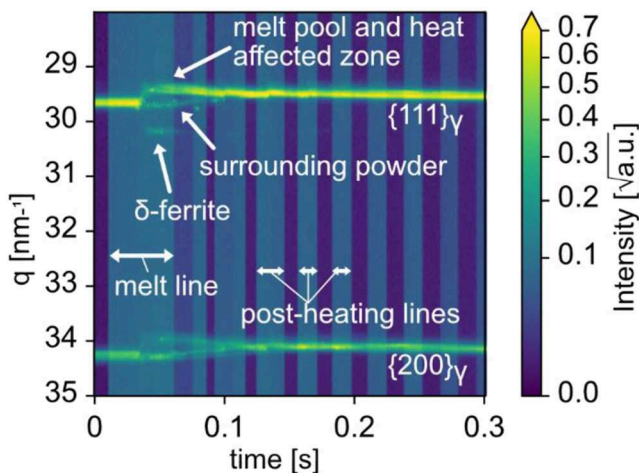 melt pool and heat
affected zone
{111}γ
surrounding powder
δ-ferrite
melt line
post-heating lines
{200}γ
q [nm-1]
29
30
31
32
33
34
35
0
0.1
0.2
0.3
time [s]
0.7
0.6
0.5
0.4
0.3
0.2
0.1
0.0
Intensity [√a.u.]